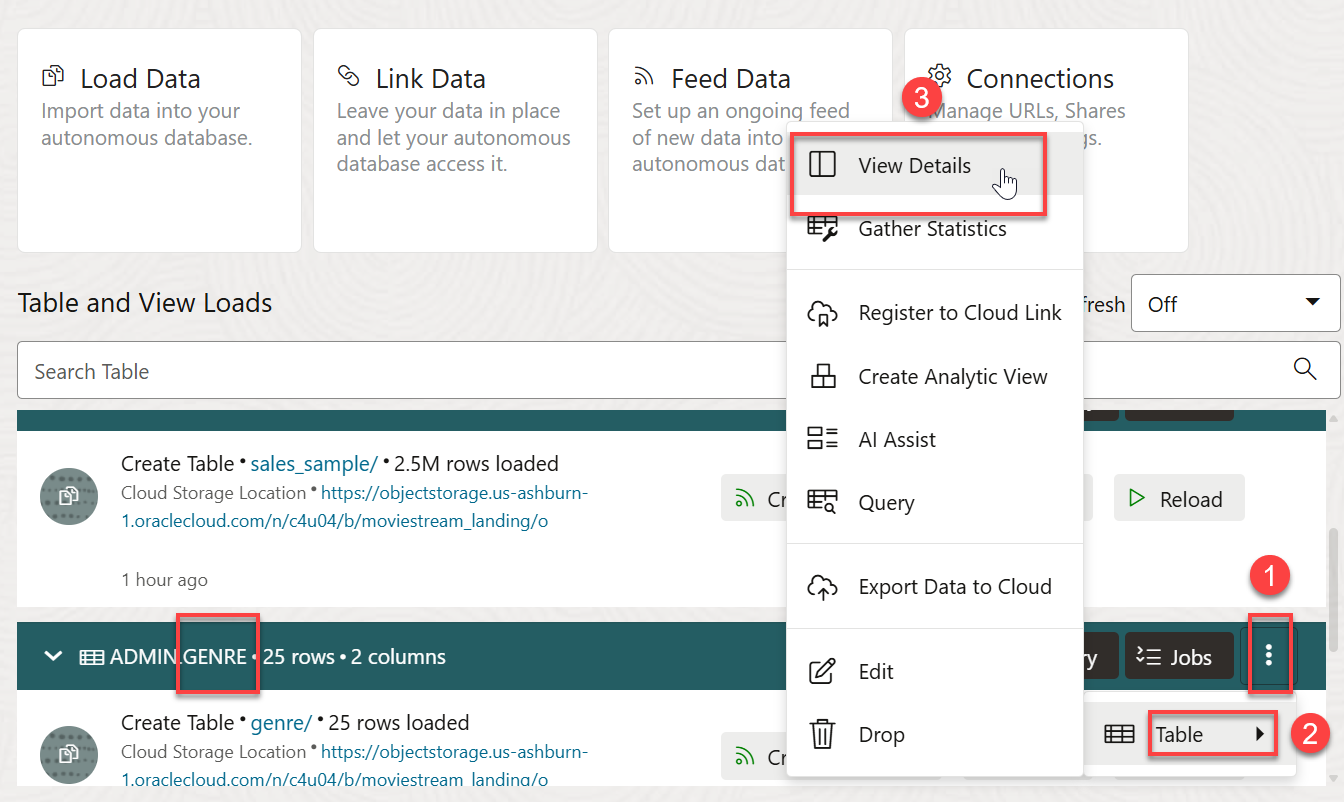 Load Data
Import data into your
autonomous database.
Link Data
Leave your data in place
and let your autonomous
database access it.
Feed Data
Set up an ongoing feed
of new data into
autonomous dat
Connections
Manage URLs, Shares
gs.
3
View Details
Gather Statistics
Register to Cloud Link
Create Analytic View
AI Assist
Query
Export Data to Cloud
Edit
Drop
Table and View Loads
fresh
Off
Search Table
Create Table • sales_sample/ • 2.5M rows loaded
Cloud Storage Location • https://objectstorage.us-ashburn-
1.oraclecloud.com/n/c4u04/b/moviestream_landing/o
1 hour ago
Cr
Reload
1
ADMIN.GENRE • 25 rows • 2 columns
ry
Jobs
Create Table • genre/ • 25 rows loaded
Cloud Storage Location • https://objectstorage.us-ashburn-
1.oraclecloud.com/n/c4u04/b/moviestream_landing/o
Cr
Table
2